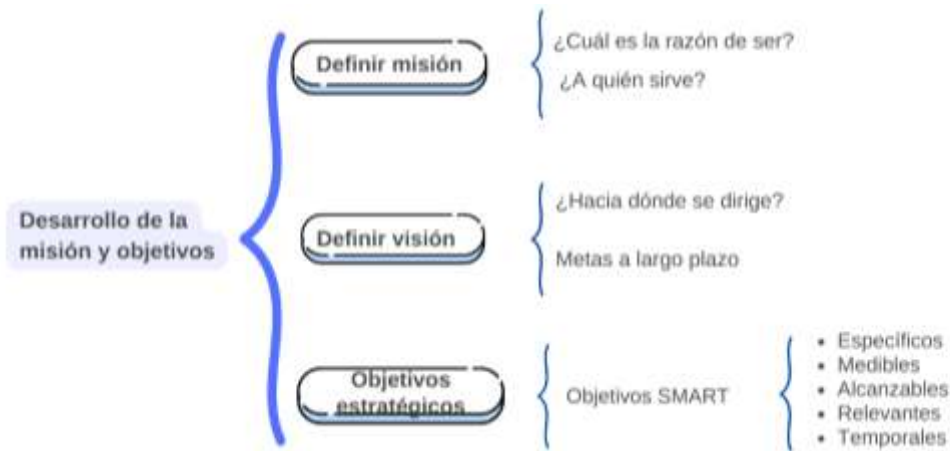 Desarrollo de la
misión y objetivos
Definir misión
¿Cuál es la razón de ser?
¿A quién sirve?
Definir visión
¿Hacia dónde se dirige?
Metas a largo plazo
Objetivos
estratégicos
Objetivos SMART
• Específicos
• Medibles
• Alcanzables
• Relevantes
• Temporales